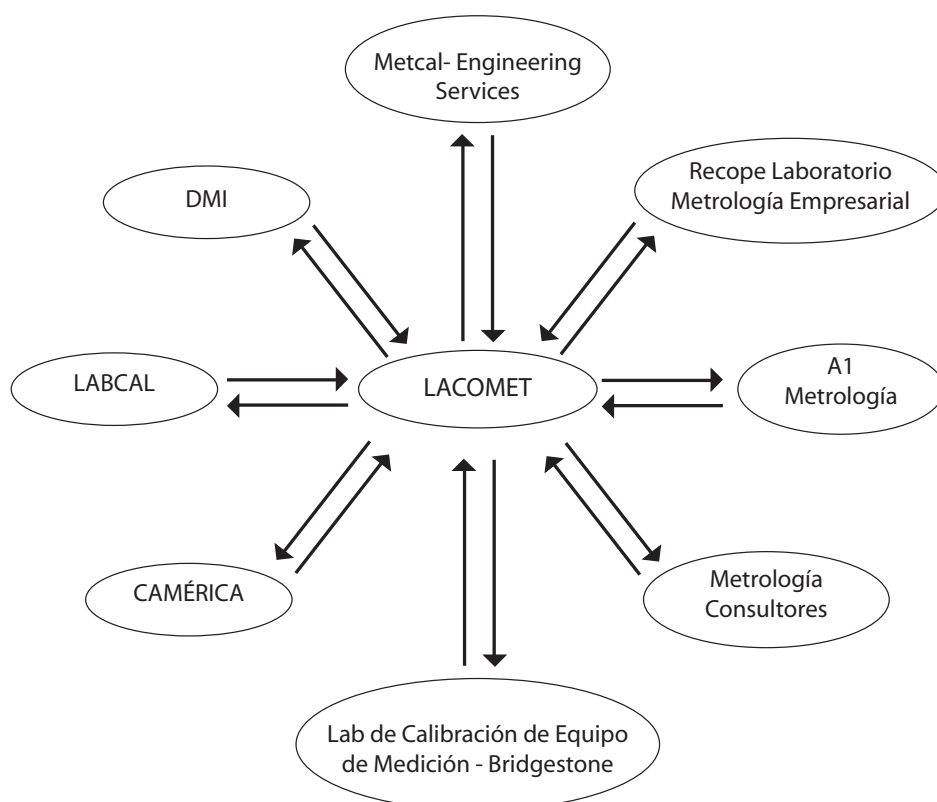 Metcal- Engineering
Services
DMI
Recope Laboratorio
Metrología Empresarial
LABCAL
LACOMET
A1
Metrología
CAMÉRICA
Metrología
Consultores
Lab de Calibración de Equipo
de Medición - Bridgestone